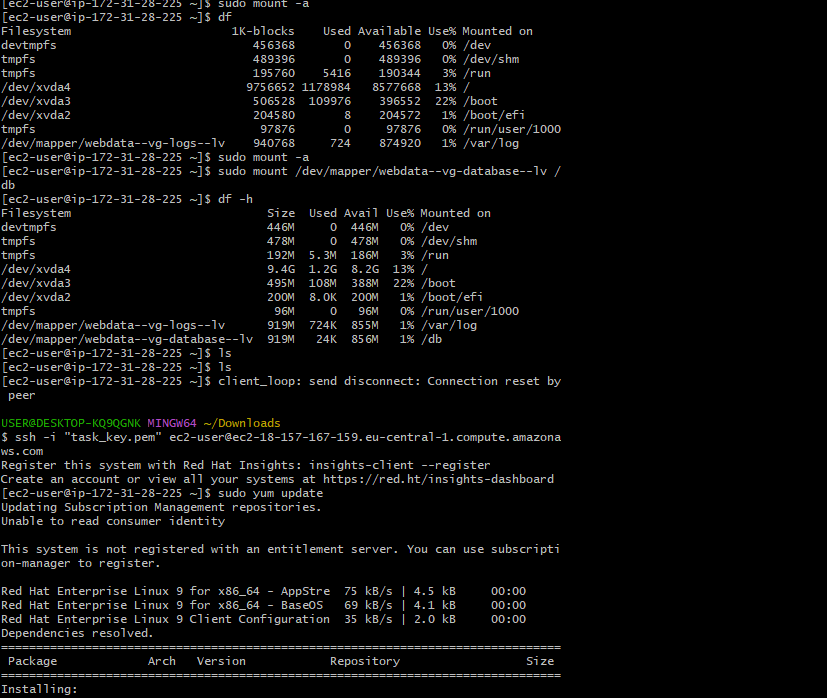 [ec2-user@ip-172-31-28-225 ~]$ sudo mount -a
[ec2-user@ip-172-31-28-225 ~]$ df
Filesystem                       1K-blocks    Used Available Use% Mounted on
devtmpfs                            456368       0    456368   0% /dev
tmpfs                               489396       0    489396   0% /dev/shm
tmpfs                               195760    5416    190344   3% /run
/dev/xvda4                         9756652 1178984   8577668  13% /
/dev/xvda3                          506528  109976    396552  22% /boot
/dev/xvda2                          204580       8    204572   1% /boot/efi
tmpfs                                97876       0     97876   0% /run/user/1000
/dev/mapper/webdata--vg-logs--lv    940768     724    874920   1% /var/log
[ec2-user@ip-172-31-28-225 ~]$ sudo mount -a
[ec2-user@ip-172-31-28-225 ~]$ sudo mount /dev/mapper/webdata--vg-database--lv /
db
[ec2-user@ip-172-31-28-225 ~]$ df -h
Filesystem                            Size  Used Avail Use% Mounted on
devtmpfs                              446M     0  446M   0% /dev
tmpfs                                 478M     0  478M   0% /dev/shm
tmpfs                                 192M  5.3M  186M   3% /run
/dev/xvda4                            9.4G  1.2G  8.2G  13% /
/dev/xvda3                            495M  108M  388M  22% /boot
/dev/xvda2                            200M  8.0K  200M   1% /boot/efi
tmpfs                                  96M     0   96M   0% /run/user/1000
/dev/mapper/webdata--vg-logs--lv      919M  724K  855M   1% /var/log
/dev/mapper/webdata--vg-database--lv  919M   24K  856M   1% /db
[ec2-user@ip-172-31-28-225 ~]$ ls
[ec2-user@ip-172-31-28-225 ~]$ ls
[ec2-user@ip-172-31-28-225 ~]$ client_loop: send disconnect: Connection reset by
 peer
USER@DESKTOP-KQ9QGNK MINGW64 ~/Downloads
$ ssh -i "task_key.pem" ec2-user@ec2-18-157-167-159.eu-central-1.compute.amazona
ws.com
Register this system with Red Hat Insights: insights-client --register
Create an account or view all your systems at https://red.ht/insights-dashboard
[ec2-user@ip-172-31-28-225 ~]$ sudo yum update
Updating Subscription Management repositories.
Unable to read consumer identity
This system is not registered with an entitlement server. You can use subscripti
on-manager to register.
Red Hat Enterprise Linux 9 for x86_64 - AppStre  75 kB/s | 4.5 kB     00:00
Red Hat Enterprise Linux 9 for x86_64 - BaseOS   69 kB/s | 4.1 kB     00:00
Red Hat Enterprise Linux 9 Client Configuration  35 kB/s | 2.0 kB     00:00
Dependencies resolved.
================================================================================
 Package             Arch   Version            Repository                  Size
================================================================================
Installing: